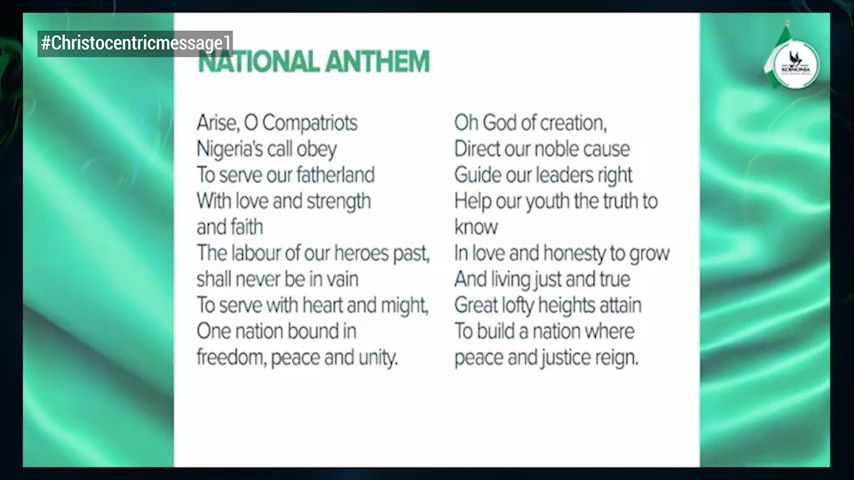 #Christocentricmessage1
NATIONAL ANTHEM
Arise, O Compatriots
Nigeria's call obey
To serve our fatherland
With love and strength
and faith
The labour of our heroes past,
shall never be in vain
To serve with heart and might,
One nation bound in
freedom, peace and unity.
Oh God of creation,
Direct our noble cause
Guide our leaders right
Help our youth the truth to
know
In love and honesty to grow
And living just and true
Great lofty heights attain
To build a nation where
peace and justice reign.
KOINONIA